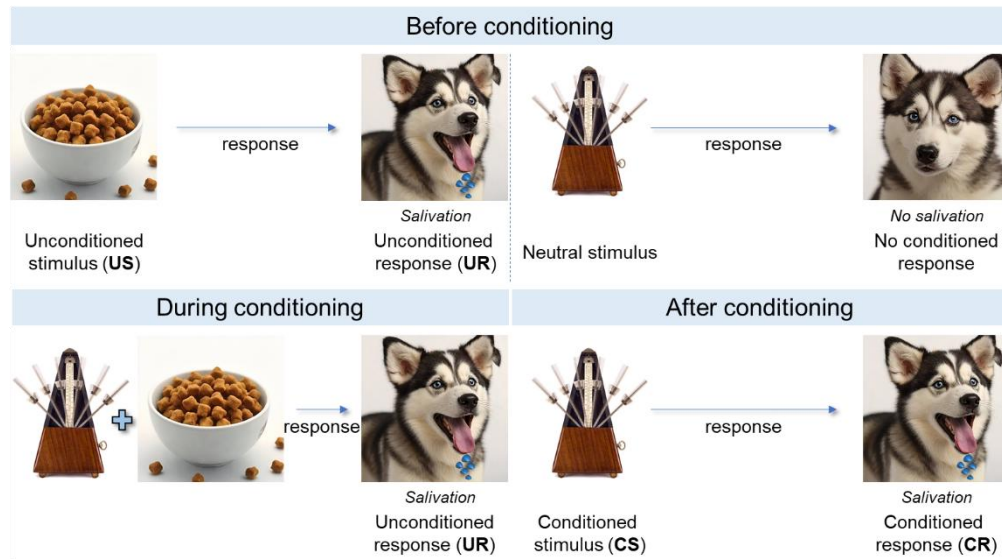 Before conditioning
response
response
Salivation
No salivation
Unconditioned
stimulus (US)
Unconditioned
response (UR)
Neutral stimulus
No conditioned
response
During conditioning
After conditioning
response
response
Salivation
Salivation
Unconditioned
response (UR)
Conditioned
stimulus (CS)
Conditioned
response (CR)